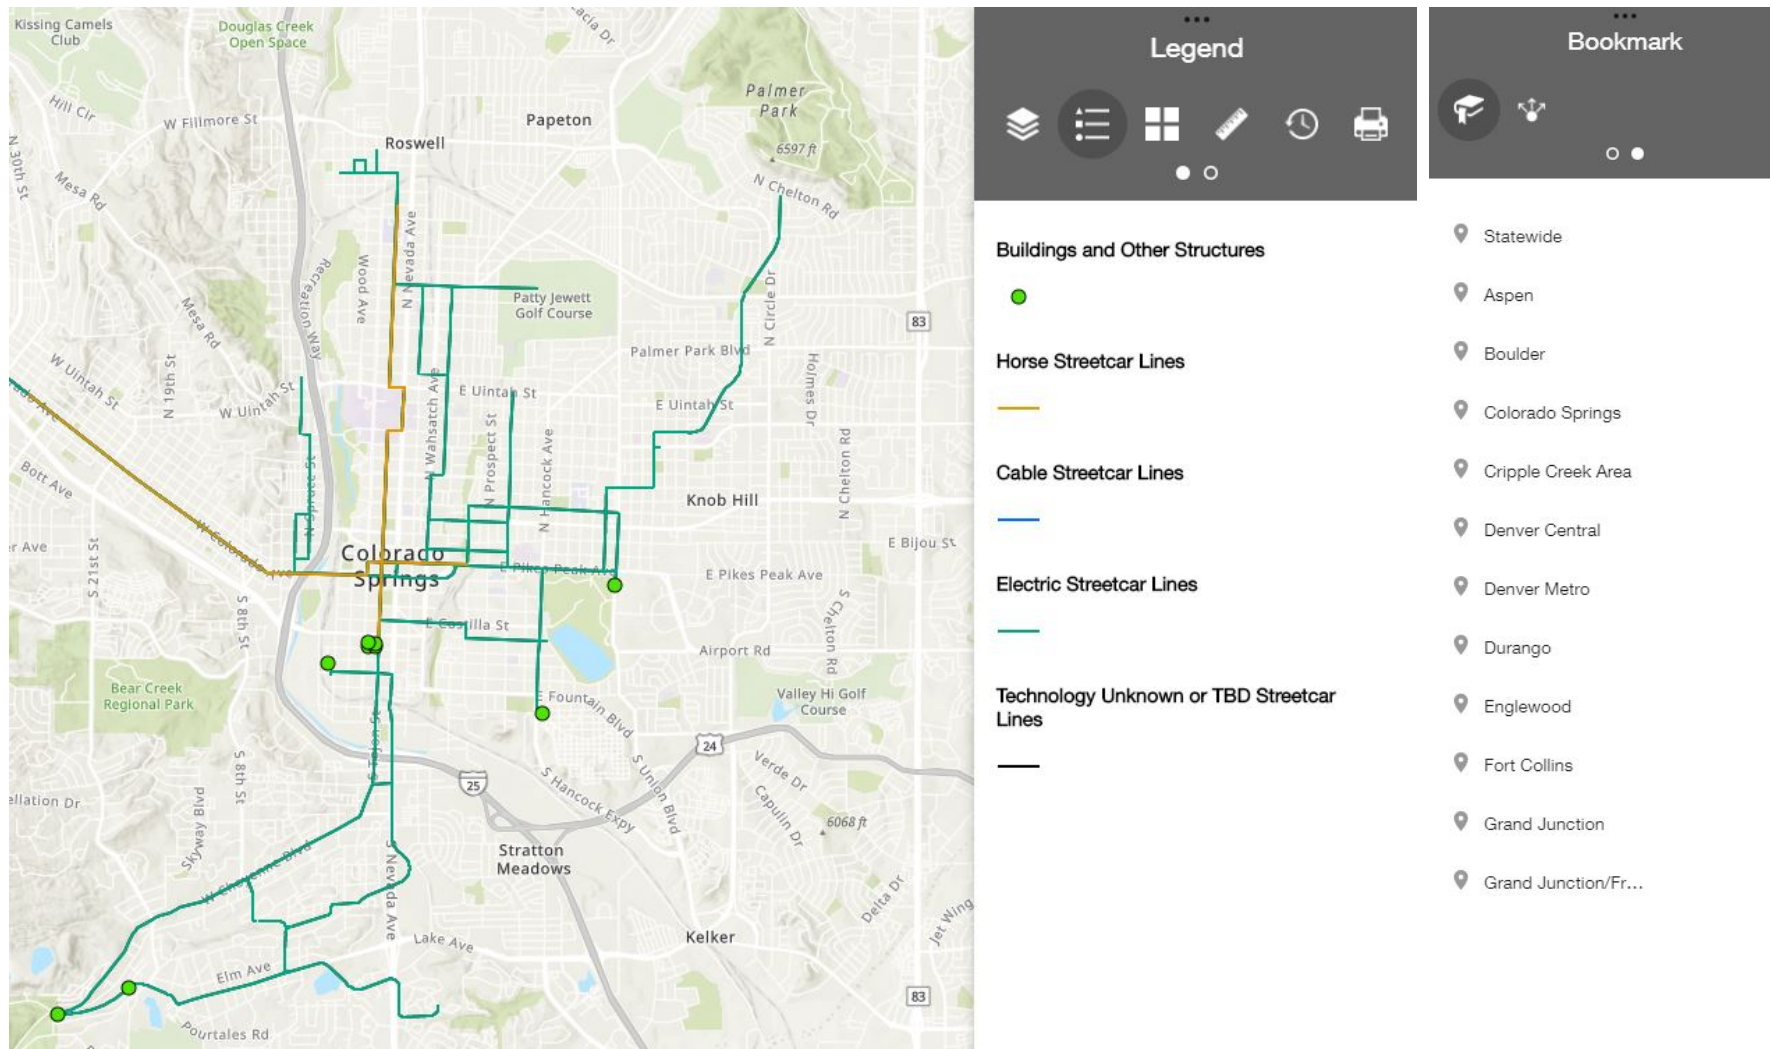 Kissing Camels
Club
Douglas Creek
Open Space
Palmer
Park
6597 ft
Hill Cir
W Fillmore St
Papeton
Roswell
N 30th St
Mesa Rd
N Chelton Rd
83
Recreation Way
Wood Ave
N Nevada Ave
Patty Jewett
Golf Course
N Circle Dr
Mesa Rd
Palmer Park Blvd
Holmes Dr
W Uintah St
N 19th St
W Uintah St
N Wahsatch Ave
E Uintah St
E Uintah St
N Prospect St
N Hancock Ave
N Chelton Rd
Bott Ave
N Spruce St
Knob Hill
W Colorado Ave
S 21st St
Colorado
Springs
E Bijou St
E Pikes Peak Ave
E Pikes Peak Ave
S 8th St
E Costilla St
S Chelton Rd
Airport Rd
Bear Creek
Regional Park
E Fountain Blvd
Valley Hi Golf
Course
S Tejon St
24
S 8th St
25
S Hancock Expy
S Union Blvd
Verde Dr
Capulin Dr
6068 ft
Skyway Blvd
Stratton
Meadows
W Cheyenne Blvd
S Nevada Ave
Delta Dr
Jet Wing
Lake Ave
Kelker
Elm Ave
83
Pourtales Rd
Legend
Buildings and Other Structures
Horse Streetcar Lines
Cable Streetcar Lines
Electric Streetcar Lines
Technology Unknown or TBD Streetcar
Lines
Bookmark
Statewide
Aspen
Boulder
Colorado Springs
Cripple Creek Area
Denver Central
Denver Metro
Durango
Englewood
Fort Collins
Grand Junction
Grand Junction/Fr...